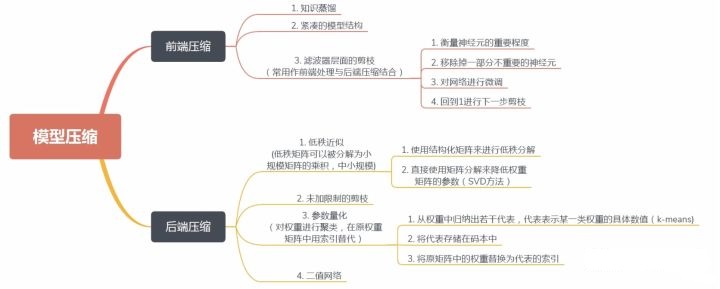 模型压缩
前端压缩
1. 知识蒸馏
2. 紧凑的模型结构
3. 滤波器层面的剪枝
（常用作前端处理与后端压缩结合）
1. 衡量神经元的重要程度
2. 移除掉一部分不重要的神经元
3. 对网络进行微调
4. 回到1进行下一步剪枝
后端压缩
1. 低秩近似
(低秩矩阵可以被分解为小
规模矩阵的乘积，中小规模)
1. 使用结构化矩阵来进行低秩分解
2. 直接使用矩阵分解来降低权重
矩阵的参数（SVD方法）
2. 未加限制的剪枝
3. 参数量化
（对权重进行聚类，在原权重
矩阵中用索引替代）
1. 从权重中归纳出若干代表，代表表示某一类权重的具体数值（k-means)
2. 将代表存储在码本中
3. 将原矩阵中的权重替换为代表的索引
4. 二值网络